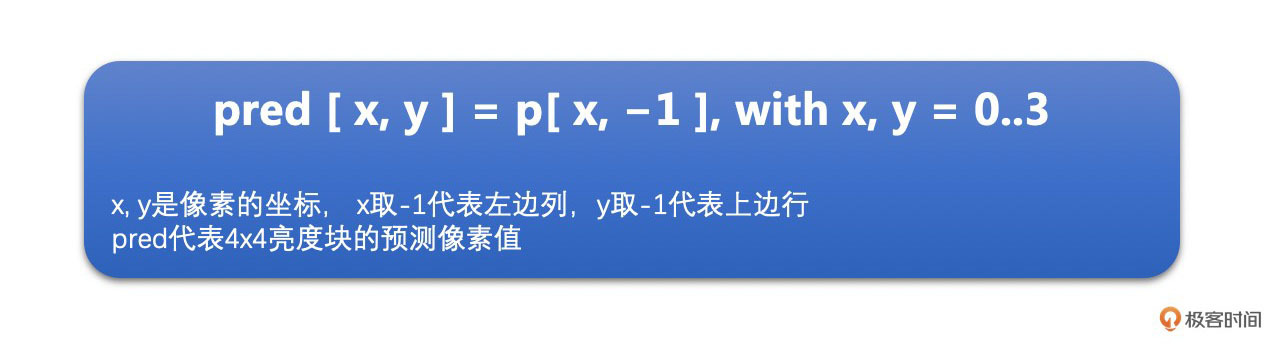 pred [ x, y ] = p[ x, −1 ], with x, y = 0..3
x, y是像素的坐标， x取-1代表左边列，y取-1代表上边行
pred代表4x4亮度块的预测像素值
极客时间